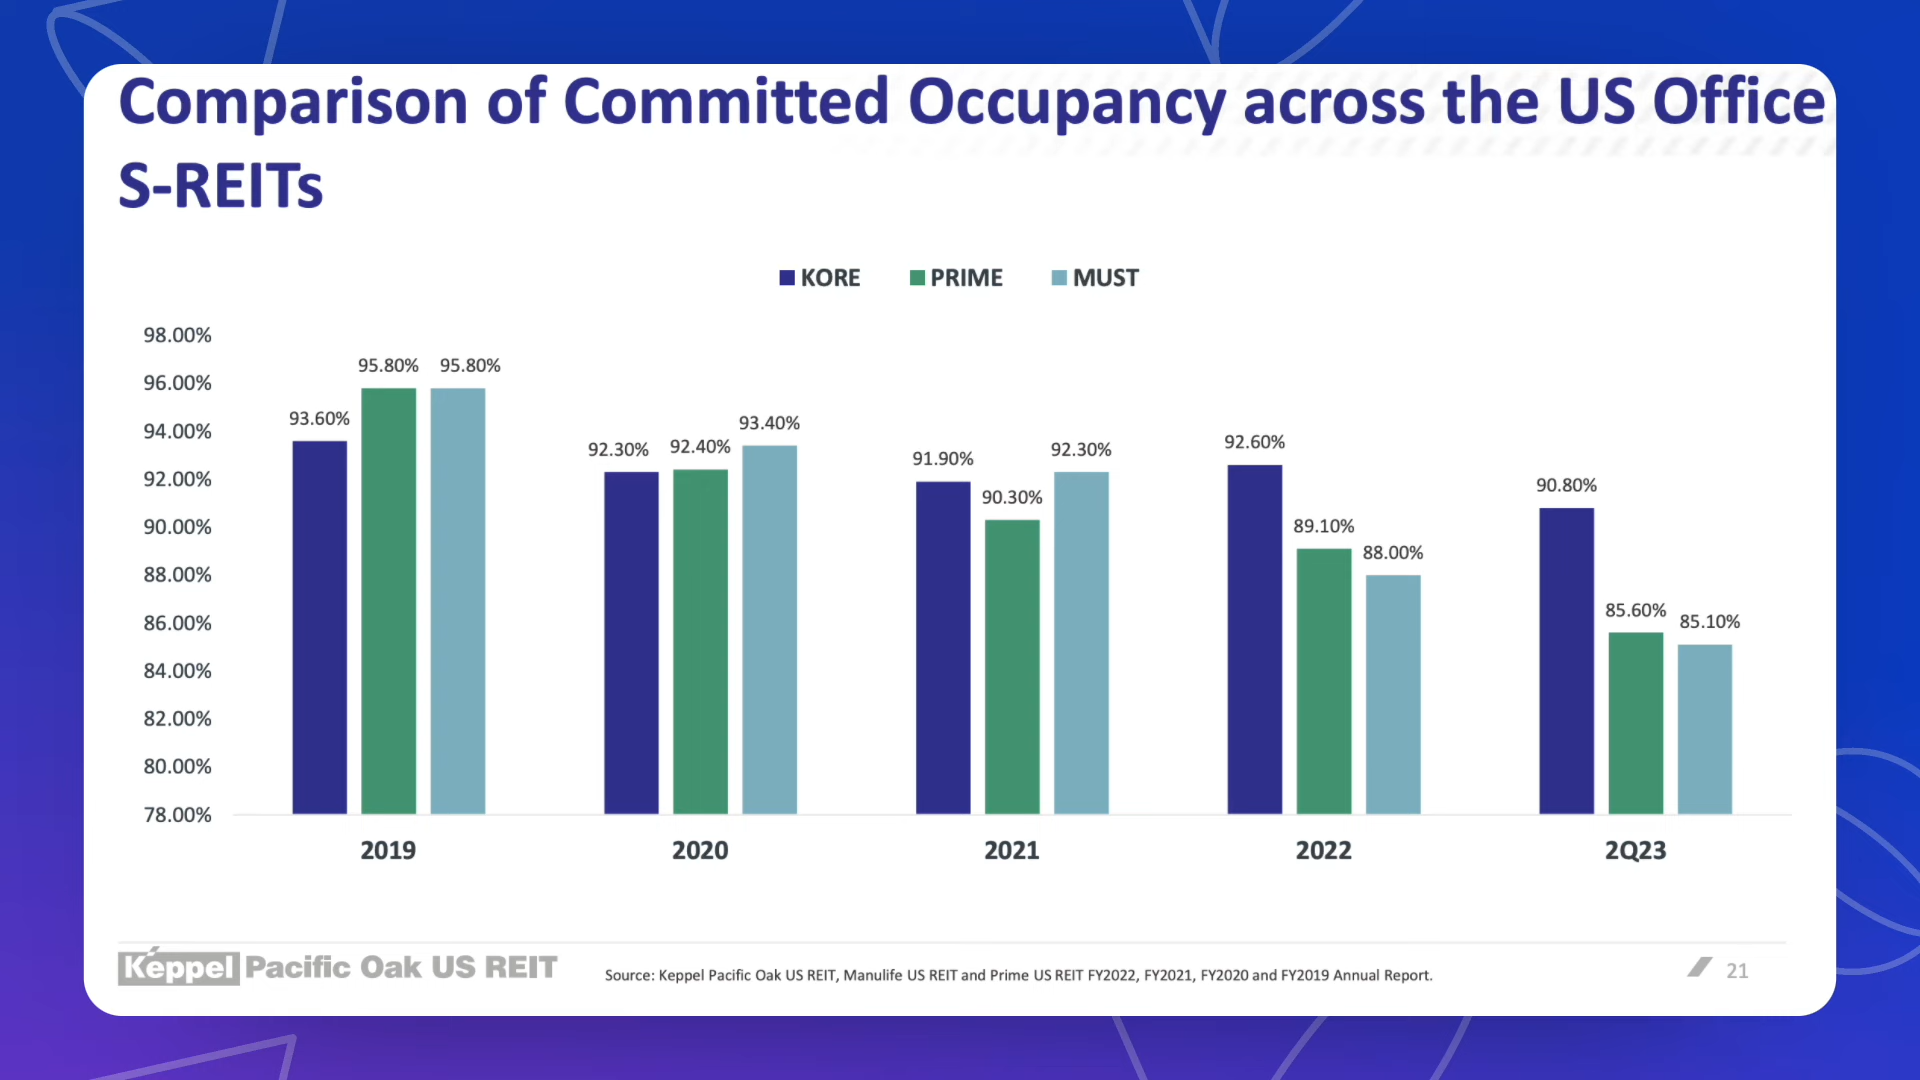 Comparison of Committed Occupancy across the US Office
S-REITs
KORE PRIME MUST
98.00%
96.00%
94.00%
92.00%
90.00%
88.00%
86.00%
84.00%
82.00%
80.00%
78.00%
93.60% 95.80% 95.80%
92.30% 92.40% 93.40%
91.90% 90.30% 92.30%
92.60% 89.10% 88.00%
90.80% 85.60% 85.10%
2019 2020 2021 2022 2Q23
Keppel Pacific Oak US REIT
Source: Keppel Pacific Oak US REIT, Manulife US REIT and Prime US REIT FY2022, FY2021, FY2020 and FY2019 Annual Report.
21